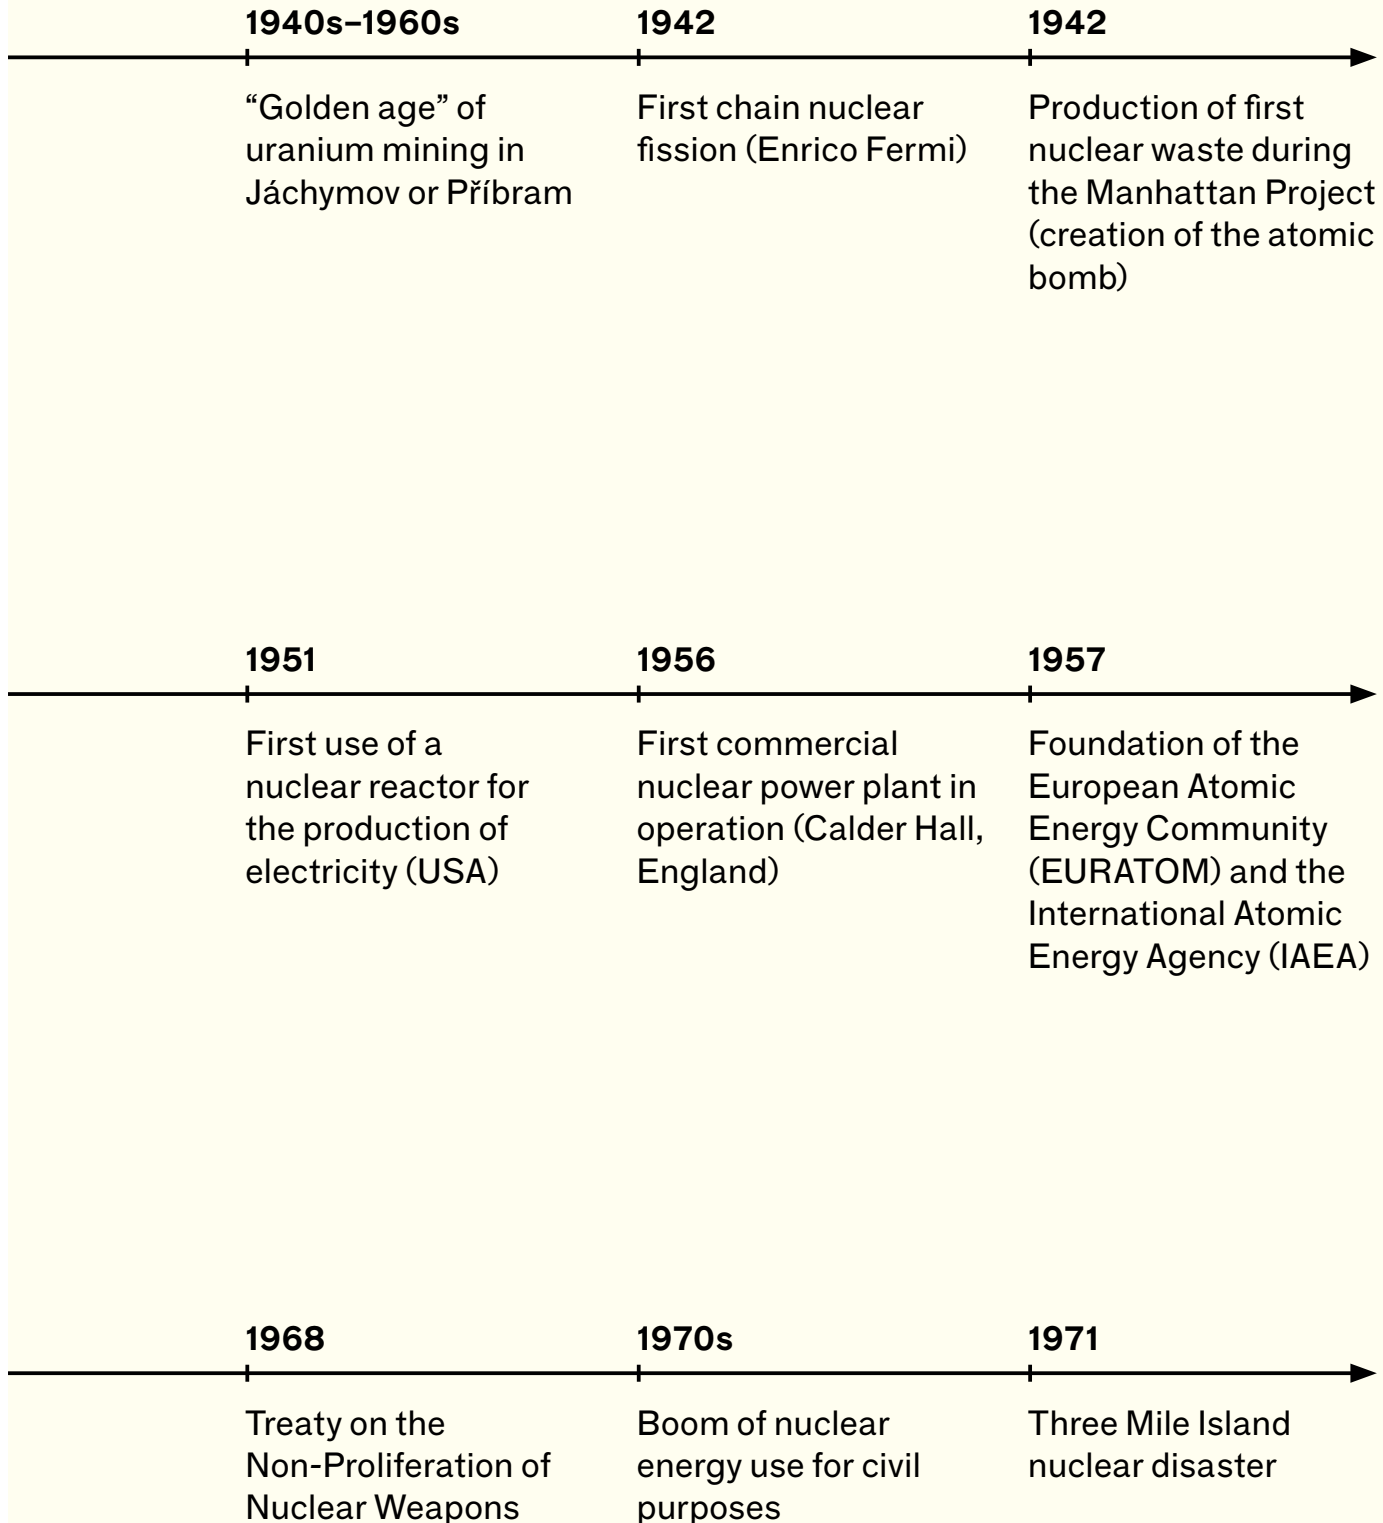 1940s–1960s
“Golden age” of
uranium mining in
Jáchymov or Příbram
1942
First chain nuclear
fission (Enrico Fermi)
1942
Production of first
nuclear waste during
the Manhattan Project
(creation of the atomic
bomb)
1951
First use of a
nuclear reactor for
the production of
electricity (USA)
1956
First commercial
nuclear power plant in
operation (Calder Hall,
England)
1957
Foundation of the
European Atomic
Energy Community
(EURATOM) and the
International Atomic
Energy Agency (IAEA)
1968
Treaty on the
Non-Proliferation of
Nuclear Weapons
1970s
Boom of nuclear
energy use for civil
purposes
1971
Three Mile Island
nuclear disaster